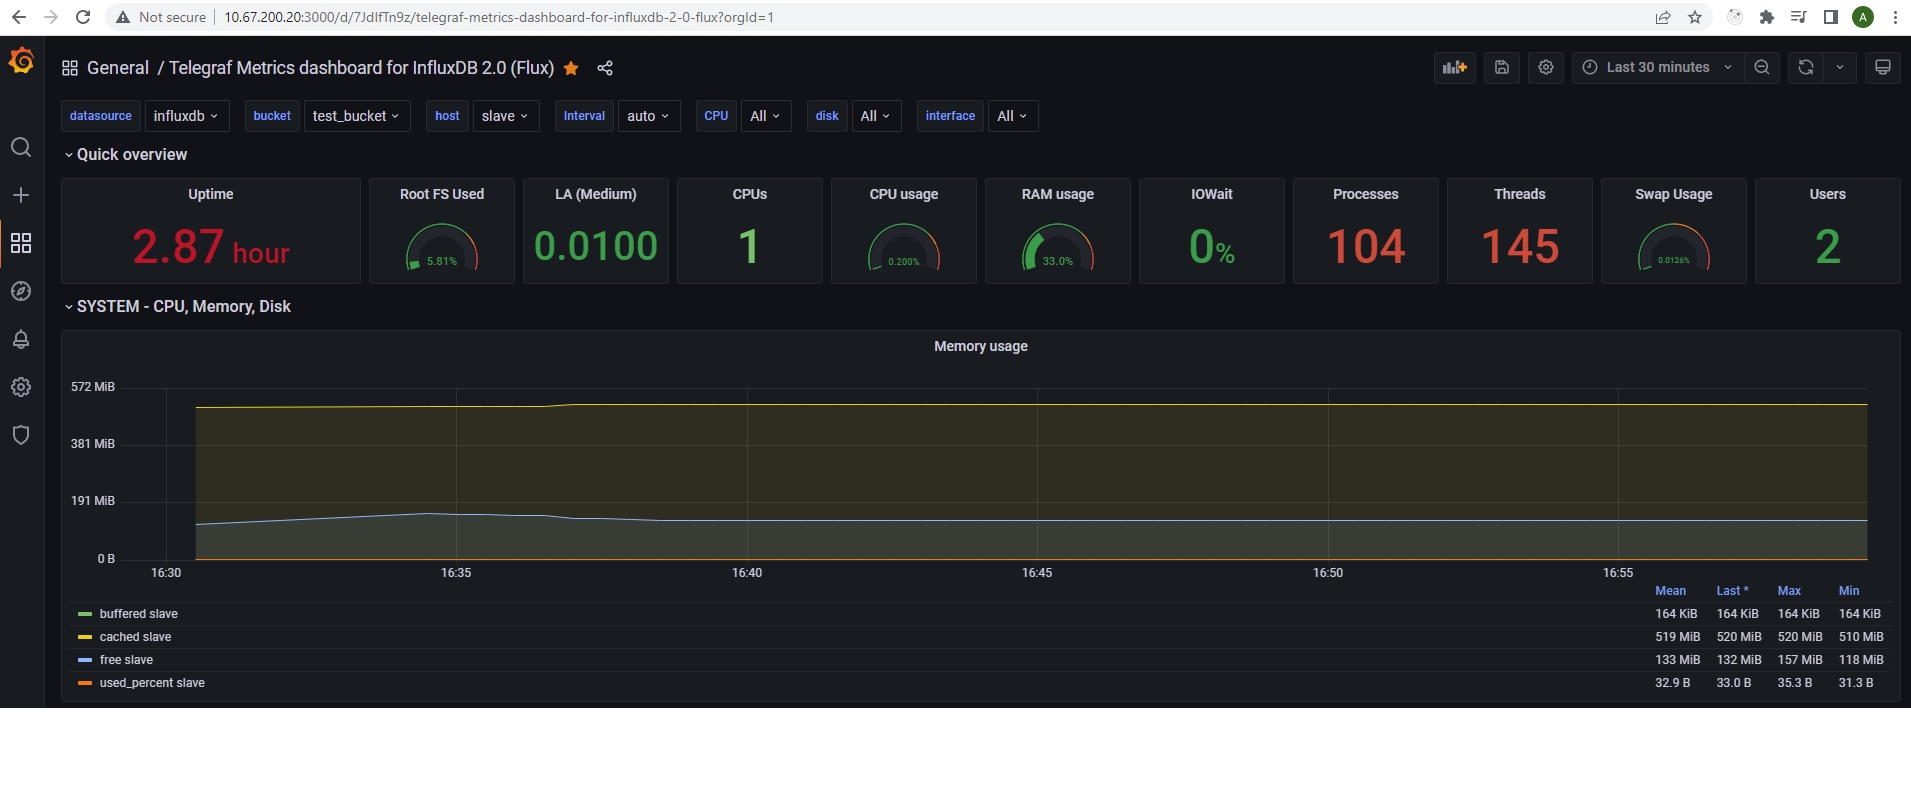 Not secure 10.67.200.20:3000/d/7JdIfTn9z/telegraf-metrics-dashboard-for-influxdb-2-0-flux?orgId=1 A
General / Telegraf Metrics dashboard for InfluxDB 2.0 (Flux) Last 30 minutes
datasource influxdb bucket test_bucket host slave Interval auto CPU All disk All interface All
Quick overview
Uptime Root FS Used LA (Medium) CPUs CPU usage RAM usage IOWait Processes Threads Swap Usage Users
2.87 hour 5.81% 0.0100 1 0.200% 33.0% 0% 104 145 0.0126% 2
SYSTEM - CPU, Memory, Disk
Memory usage
572 MiB
381 MiB
191 MiB
0 B
16:30 16:35 16:40 16:45 16:50 16:55
Mean Last * Max Min
buffered slave 164 KiB 164 KiB 164 KiB 164 KiB
cached slave 519 MiB 520 MiB 520 MiB 510 MiB
free slave 133 MiB 132 MiB 157 MiB 118 MiB
used_percent slave 32.9 B 33.0 B 35.3 B 31.3 B